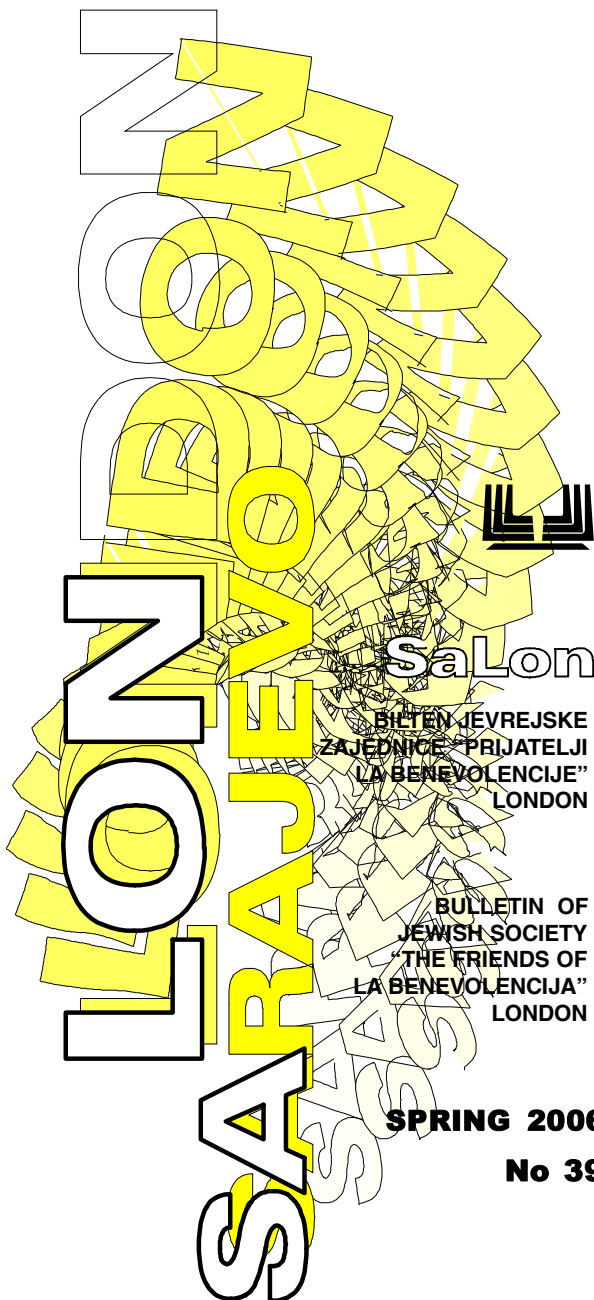 LONDON
SARAJEVO
SaLon
BILTEN JEVREJSKE
ZAJEDNICE “PRIJATELJI
LA BENEVOLENCIJE”
LONDON
BULLETIN OF
JEWISH SOCIETY
“THE FRIENDS OF
LA BENEVOLENCIJA”
LONDON
SPRING 2006
No 39